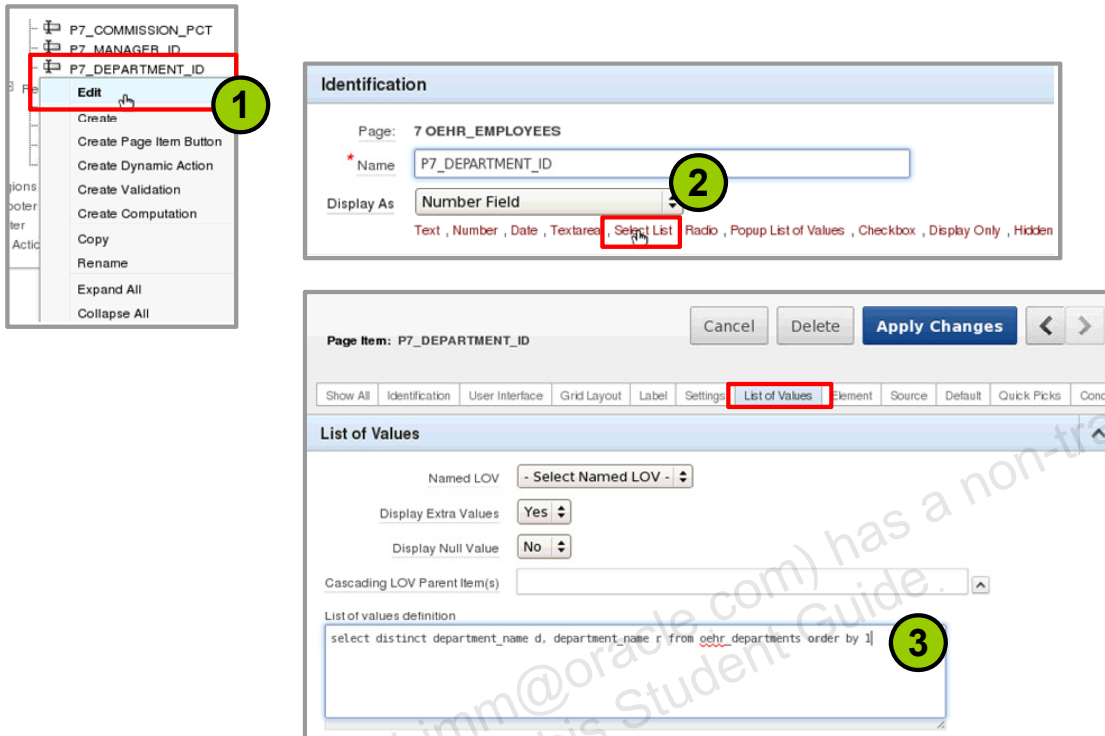 P7_COMMISSION_PCT
P7_MANAGER_ID
P7_DEPARTMENT_ID
Edit
1
Create
Create Page Item Button
Create Dynamic Action
Create Validation
Create Computation
Copy
Rename
Expand All
Collapse All
Identification
Page: 7 OEHR_EMPLOYEES
* Name P7_DEPARTMENT_ID
2
Display As Number Field
Text , Number , Date , Textarea , Select List , Radio , Popup List of Values , Checkbox , Display Only , Hidden
Page Item: P7_DEPARTMENT_ID Cancel Delete Apply Changes < >
Show All Identification User Interface Grid Layout Label Settings List of Values Element Source Default Quick Picks
List of Values
Named LOV - Select Named LOV -
Display Extra Values Yes
Display Null Value No
Cascading LOV Parent Item(s)
List of values definition
select distinct department_name d, department_name r from oehr_departments order by 1
3
@oracle.com) has a
Student Guide.